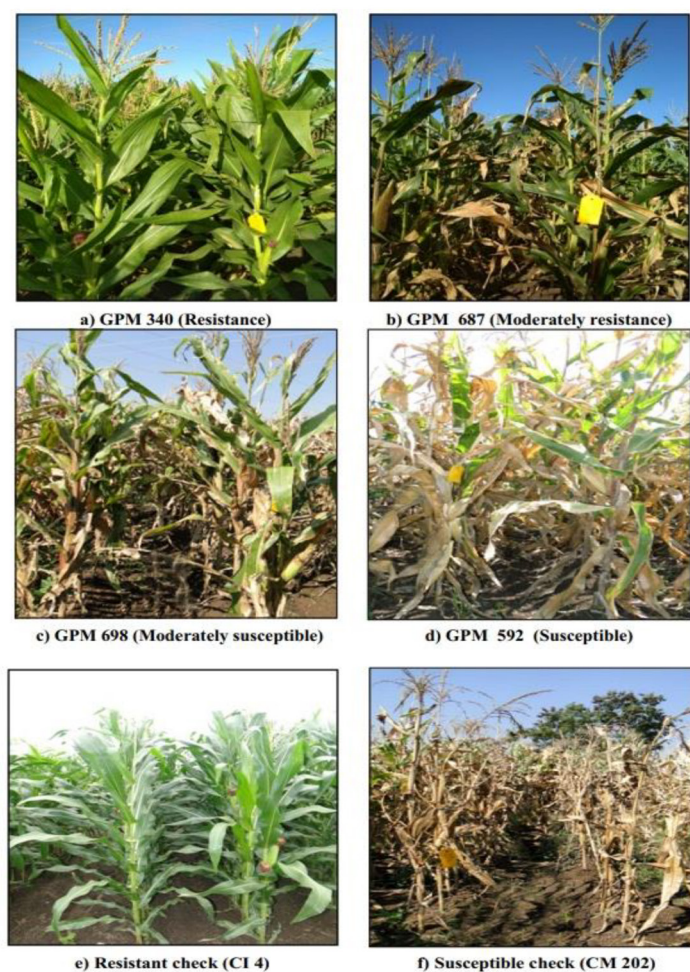 a) GPM 340 (Resistance)
b) GPM 687 (Moderately resistance)
c) GPM 698 (Moderately susceptible)
d) GPM 592 (Susceptible)
e) Resistant check (CI 4)
f) Susceptible check (CM 202)